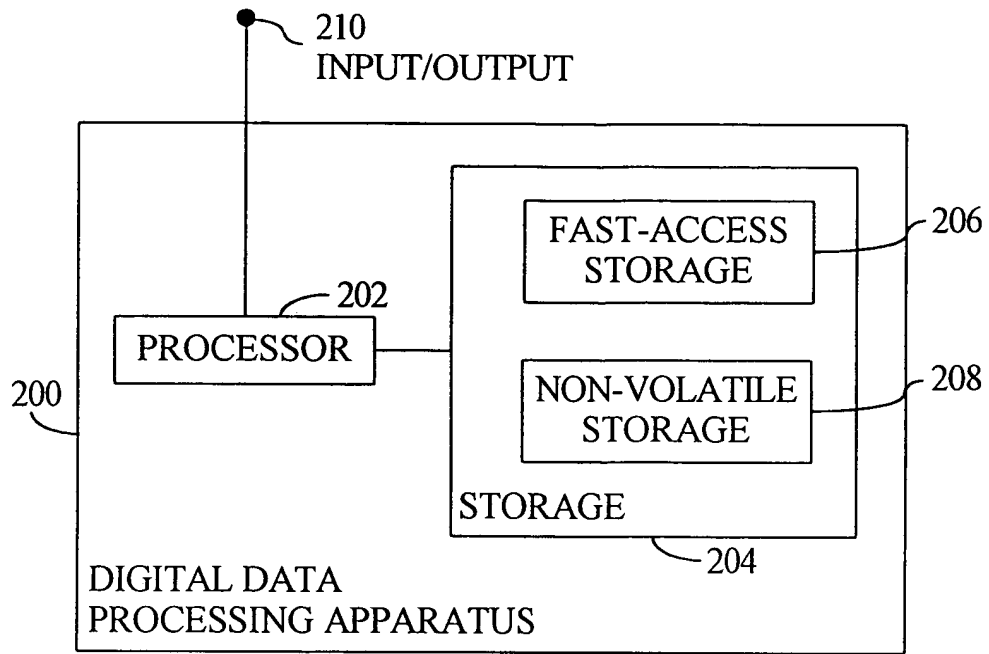 210
INPUT/OUTPUT
FAST-ACCESS
STORAGE
206
202
PROCESSOR
NON-VOLATILE
STORAGE
208
200
STORAGE
204
DIGITAL DATA
PROCESSING APPARATUS